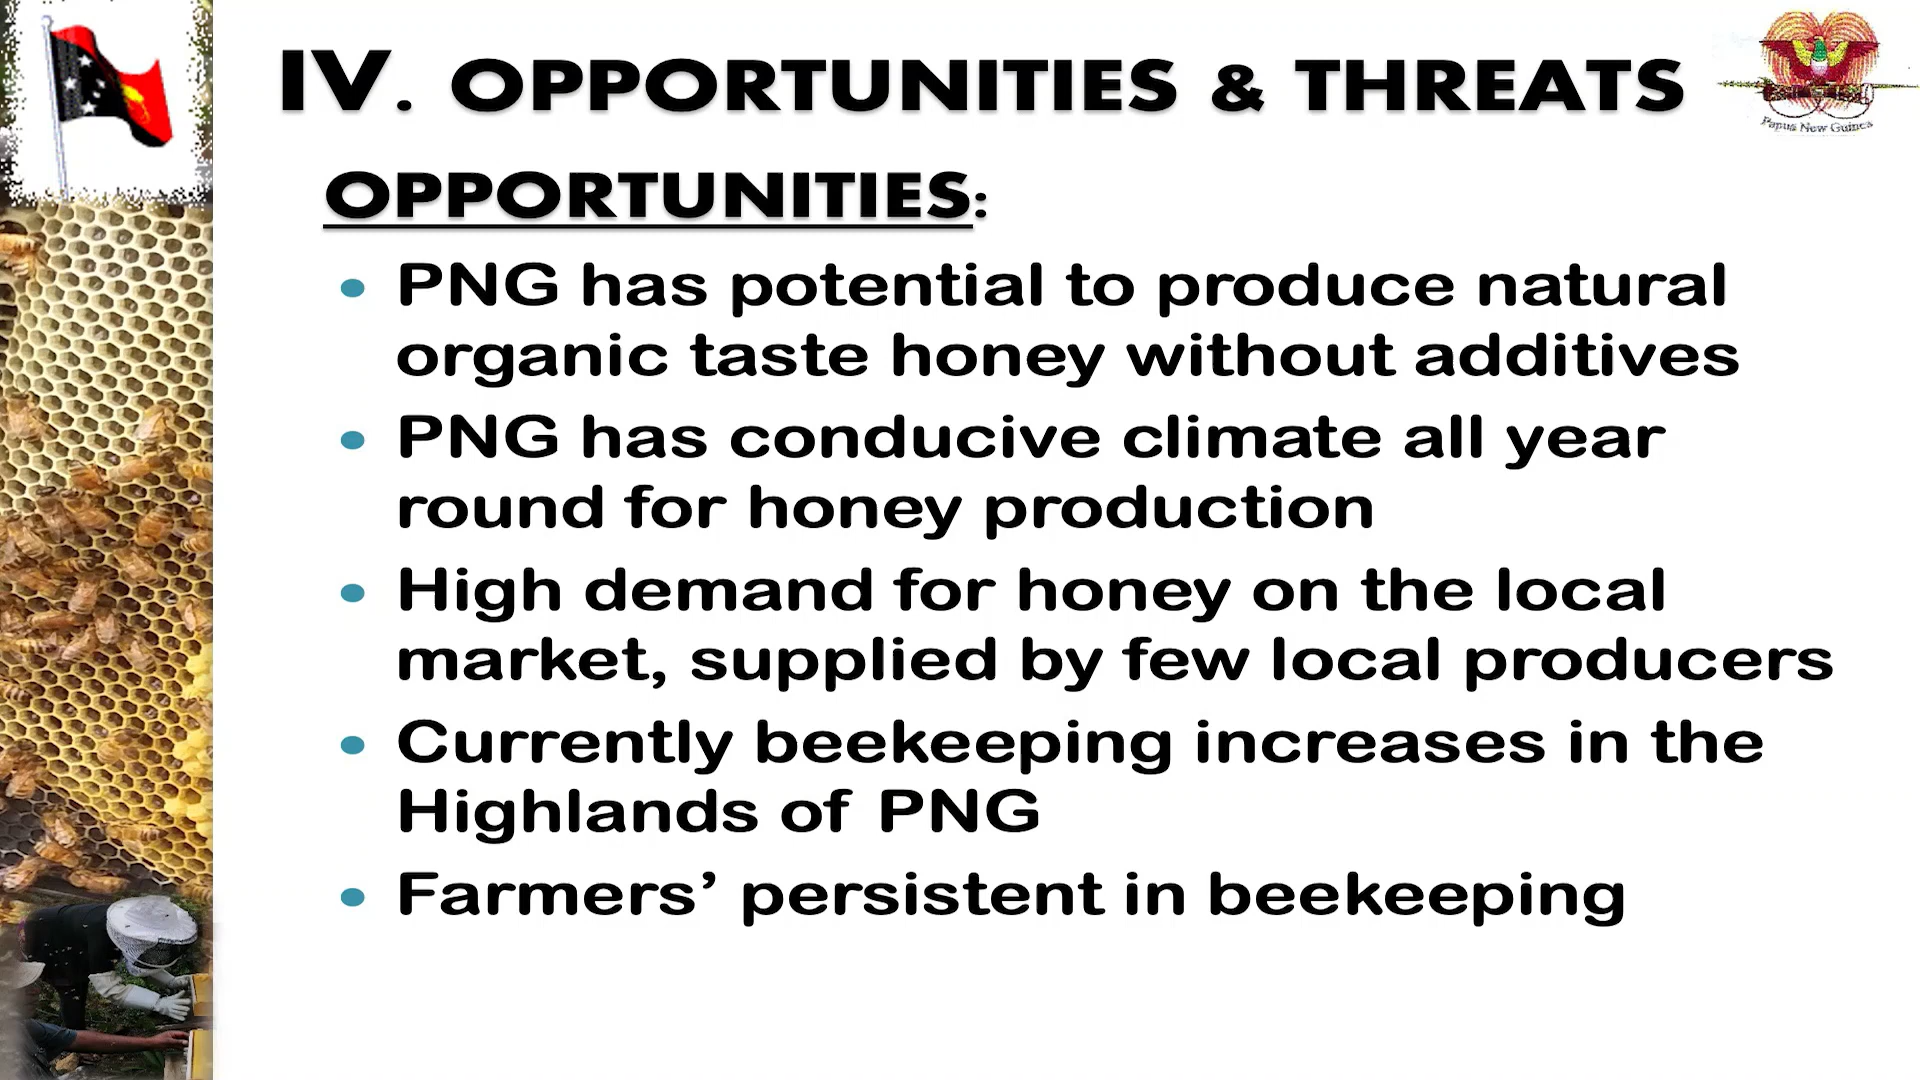 IV. OPPORTUNITIES & THREATS
Papua New Guinea
OPPORTUNITIES:
• PNG has potential to produce natural
organic taste honey without additives
• PNG has conducive climate all year
round for honey production
• High demand for honey on the local
market, supplied by few local producers
• Currently beekeeping increases in the
Highlands of PNG
• Farmers’ persistent in beekeeping